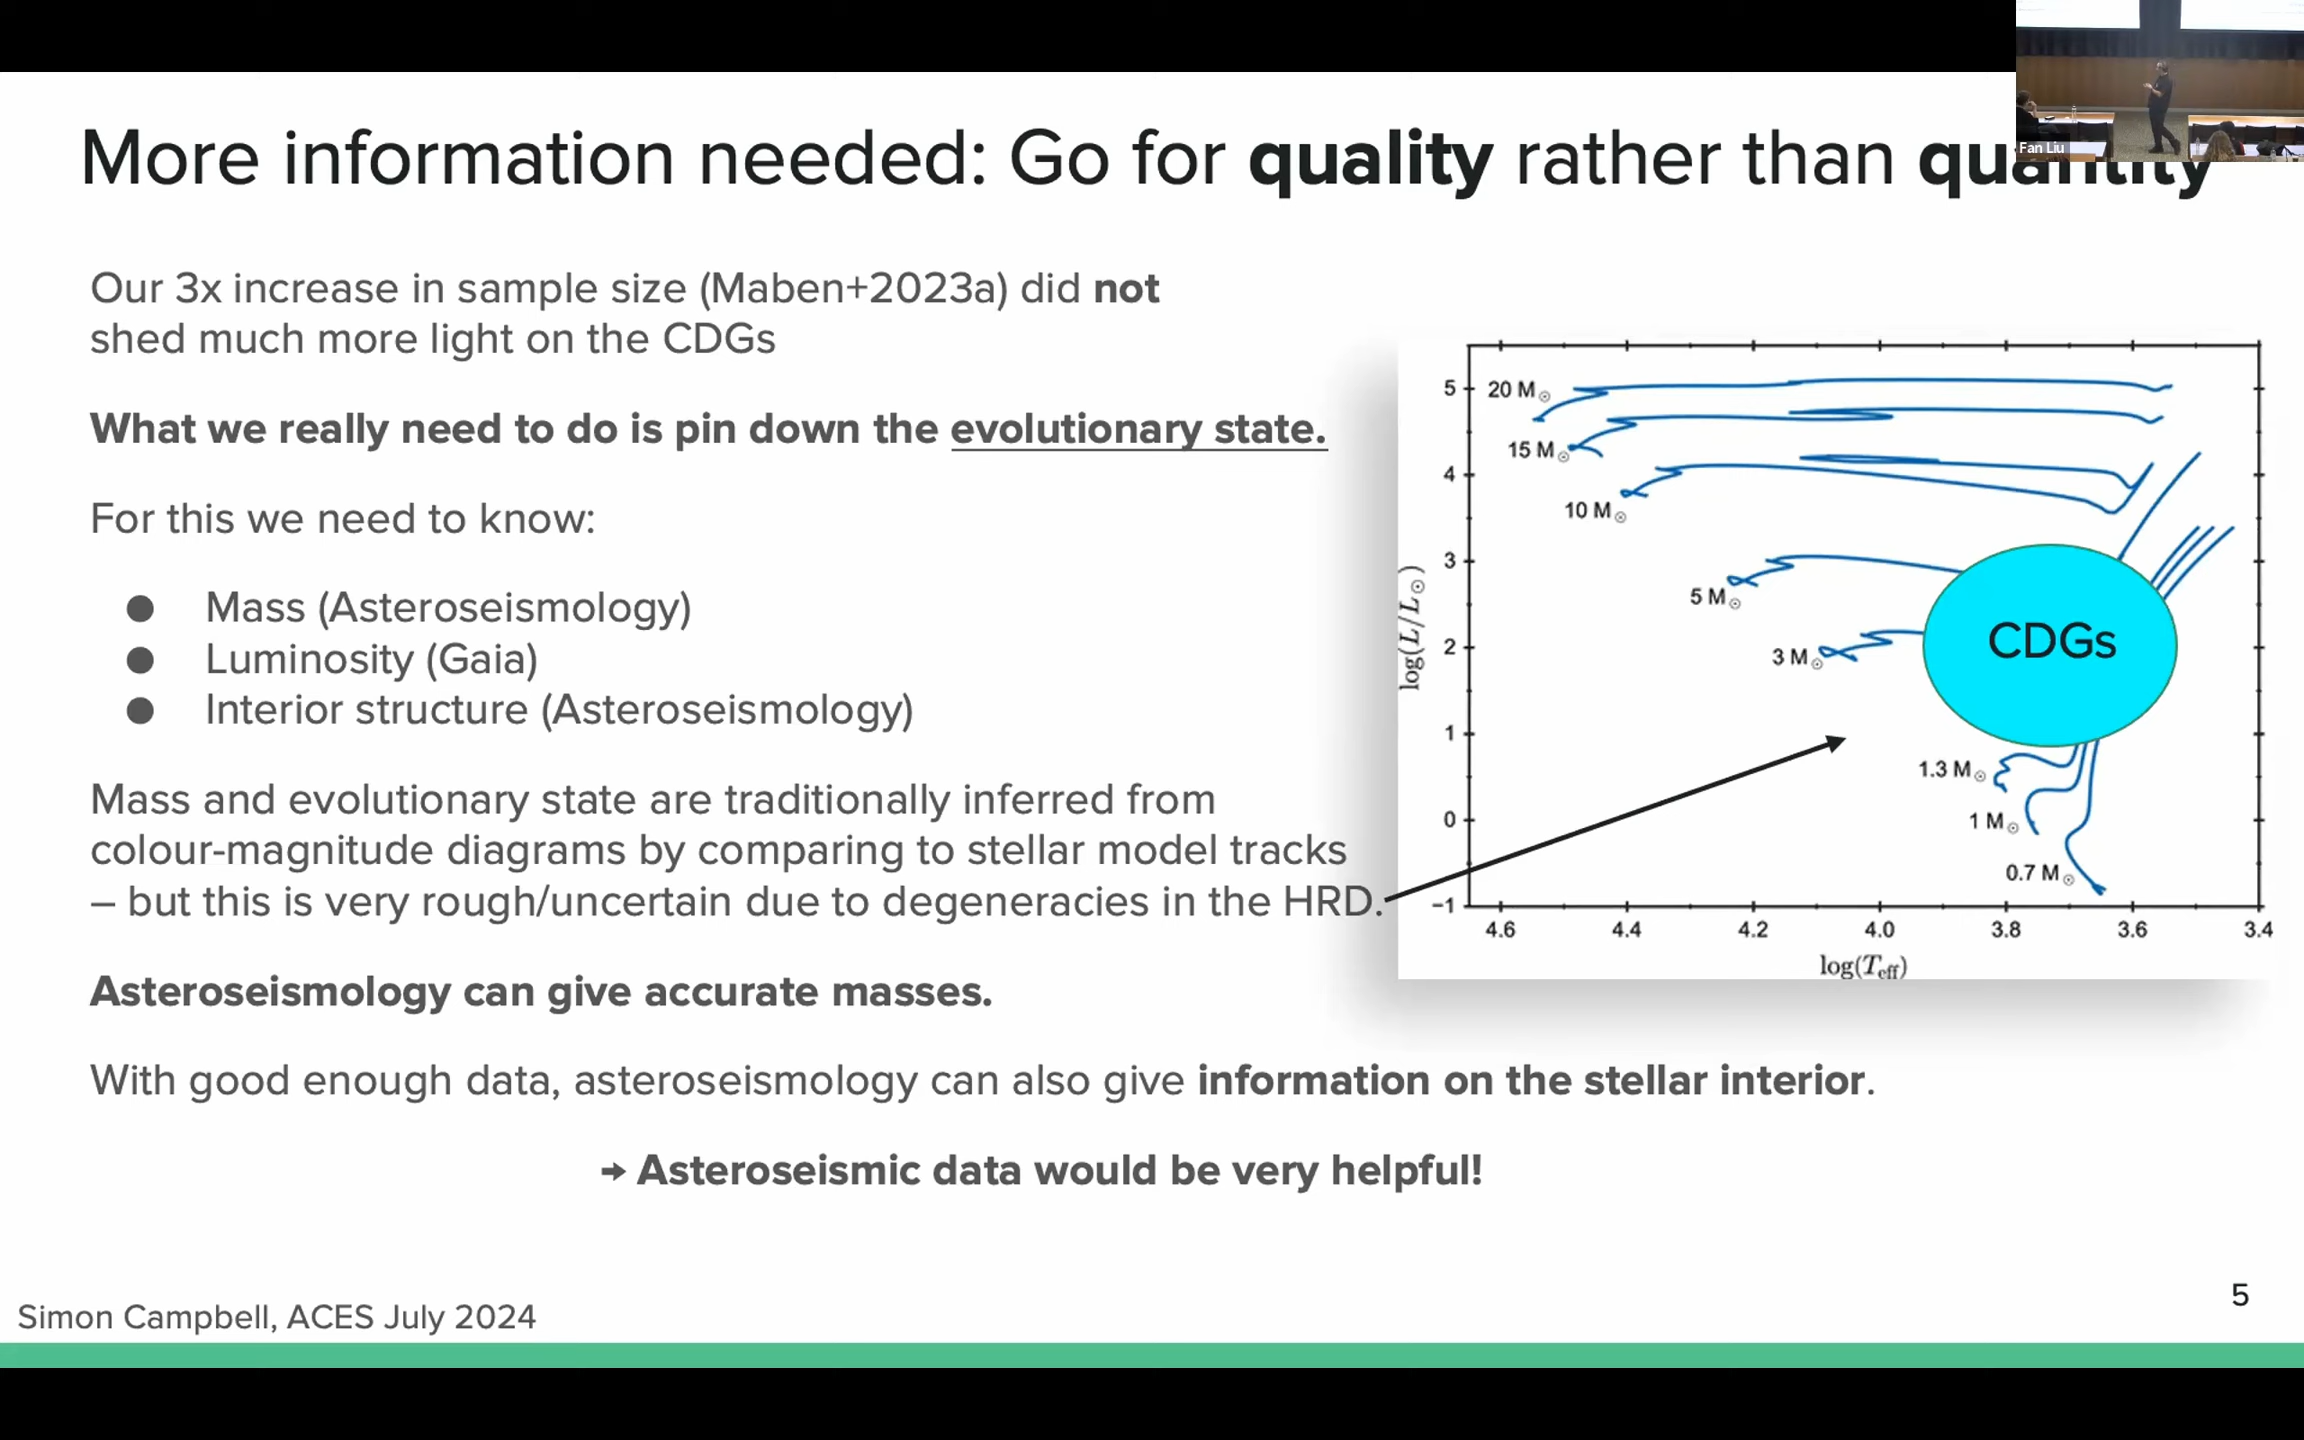 Fan Liu
More information needed: Go for quality rather than quantity
Our 3x increase in sample size (Maben+2023a) did not
shed much more light on the CDGs
What we really need to do is pin down the evolutionary state.
For this we need to know:
● Mass (Asteroseismology)
● Luminosity (Gaia)
● Interior structure (Asteroseismology)
Mass and evolutionary state are traditionally inferred from
colour-magnitude diagrams by comparing to stellar model tracks
– but this is very rough/uncertain due to degeneracies in the HRD.
Asteroseismology can give accurate masses.
With good enough data, asteroseismology can also give information on the stellar interior.
➔ Asteroseismic data would be very helpful!
log(L/L⊙)
5
4
3
2
1
0
−1
20 M⊙
15 M⊙
10 M⊙
5 M⊙
3 M⊙
CDGs
1.3 M⊙
1 M⊙
0.7 M⊙
4.6 4.4 4.2 4.0 3.8 3.6 3.4
log(Teff)
5
Simon Campbell, ACES July 2024